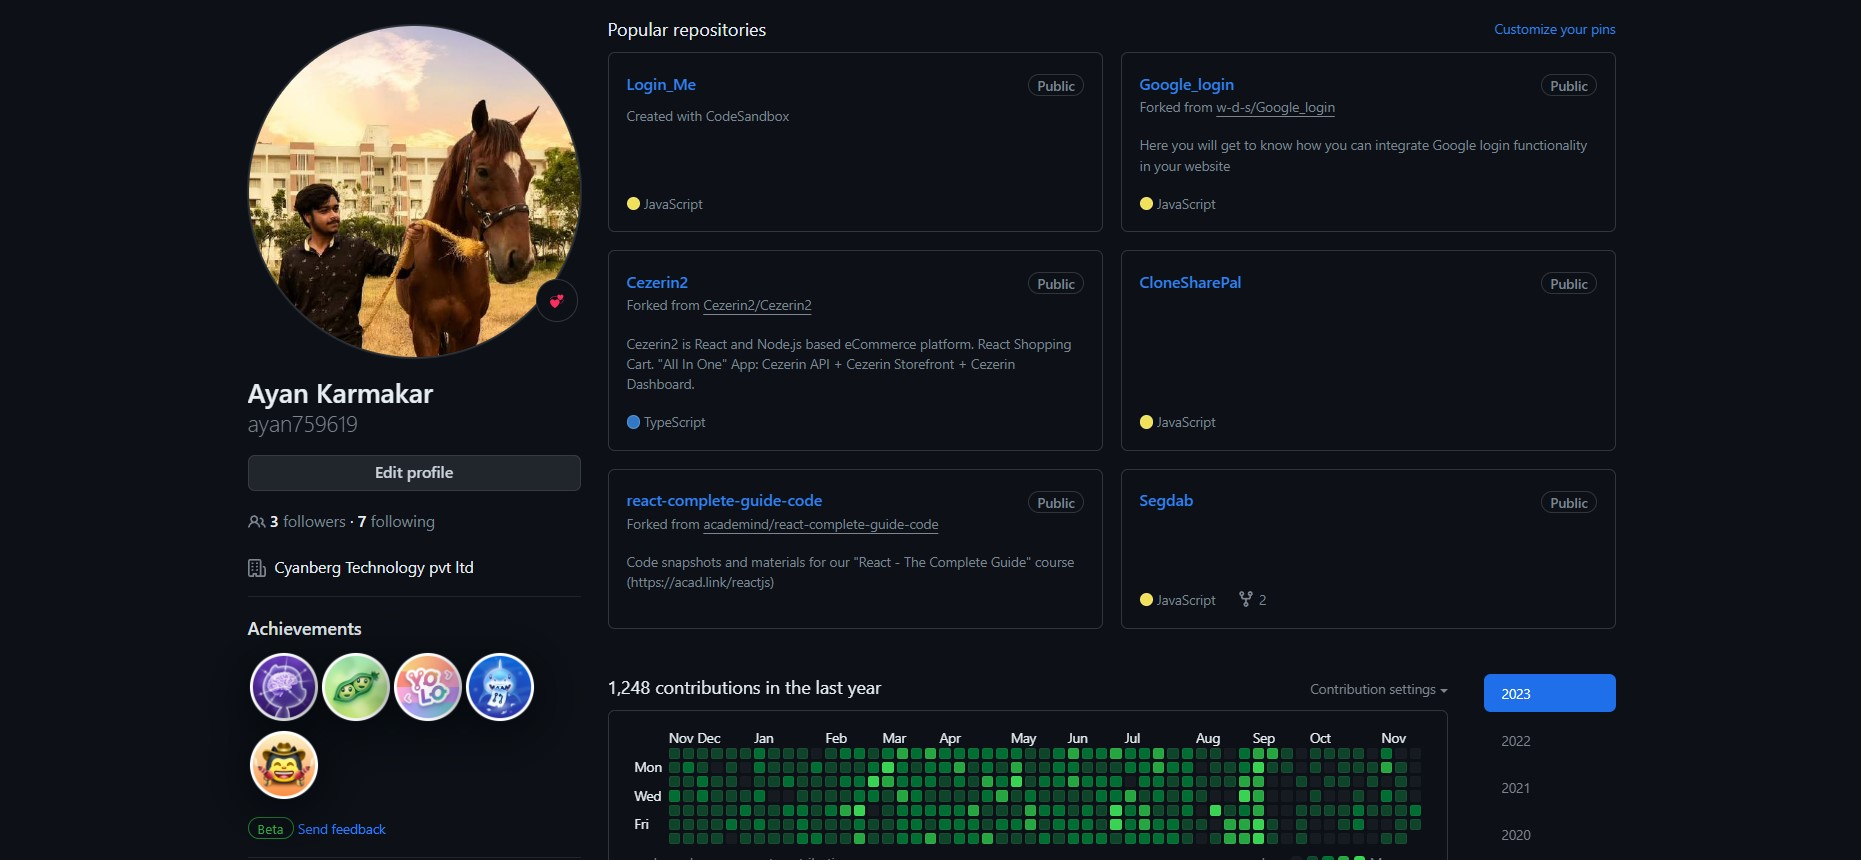 Ayan Karmakar
ayan759619
Edit profile
3 followers · 7 following
Cyanberg Technology pvt ltd
Achievements
YOLO
Beta Send feedback
Popular repositories
Customize your pins
Login_Me
Public
Created with CodeSandbox
JavaScript
Google_login
Public
Forked from w-d-s/Google_login
Here you will get to know how you can integrate Google login functionality
in your website
JavaScript
Cezerin2
Public
Forked from Cezerin2/Cezerin2
Cezerin2 is React and Node.js based eCommerce platform. React Shopping
Cart. "All In One" App: Cezerin API + Cezerin Storefront + Cezerin
Dashboard.
TypeScript
CloneSharePal
Public
JavaScript
react-complete-guide-code
Public
Forked from academind/react-complete-guide-code
Code snapshots and materials for our "React - The Complete Guide" course
(https://acad.link/reactjs)
Segdab
Public
JavaScript 2
1,248 contributions in the last year
Contribution settings
Nov Dec Jan Feb Mar Apr May Jun Jul Aug Sep Oct Nov
Mon
Wed
Fri
2023
2022
2021
2020